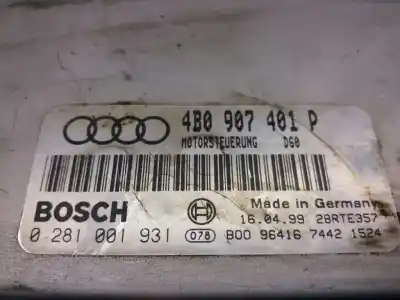 4B0 907 401 P
MOTORSTEUERUNG D60
BOSCH
Made in Germany
16.04.99 28RTE357
0 281 001 931 078 B00 96416 7442 1524